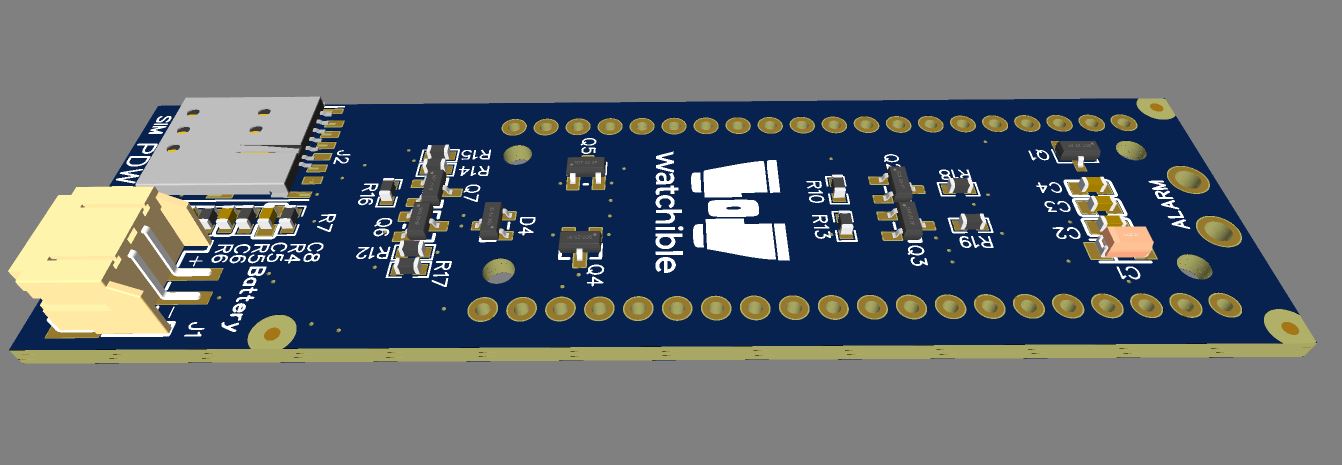 SIM
PDW
J2
R7
C8
R4
C5
R5
C6
R6
+
Battery
-
J1
R15
R14
R16
Q7
Q6
R12
R17
D4
Q5
Q4
watchible
R10
R13
Q3
R18
R19
Q1
C4
C3
C2
C1
ALARM